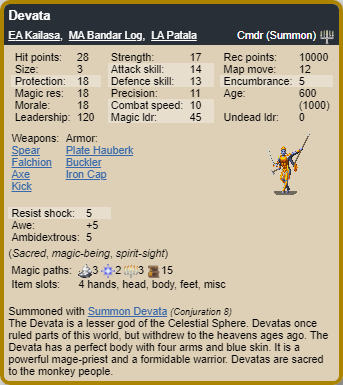 Devata
EA Kailasa, MA Bandar Log, LA Patala Cmdr (Summon)
Hit points: 28 Strength: 17 Rec points: 10000
Size: 3 Attack skill: 14 Map move: 12
Protection: 18 Defence skill: 13 Encumbrance: 5
Magic res: 18 Precision: 11 Age: 600
Morale: 18 Combat speed: 10 (1000)
Leadership: 120 Magic ldr: 45 Undead ldr: 0
Weapons: Armor:
Spear Plate Hauberk
Falchion Buckler
Axe Iron Cap
Kick
Resist shock: 5
Awe: +5
Ambidextrous: 5
(Sacred, magic-being, spirit-sight)
Magic paths: 3 2 3 15
Item slots: 4 hands, head, body, feet, misc
Summoned with Summon Devata (Conjuration 8)
The Devata is a lesser god of the Celestial Sphere. Devatas once
ruled parts of this world, but withdrew to the heavens ages ago. The
Devata has a perfect body with four arms and blue skin. It is a
powerful mage-priest and a formidable warrior. Devatas are sacred
to the monkey people.